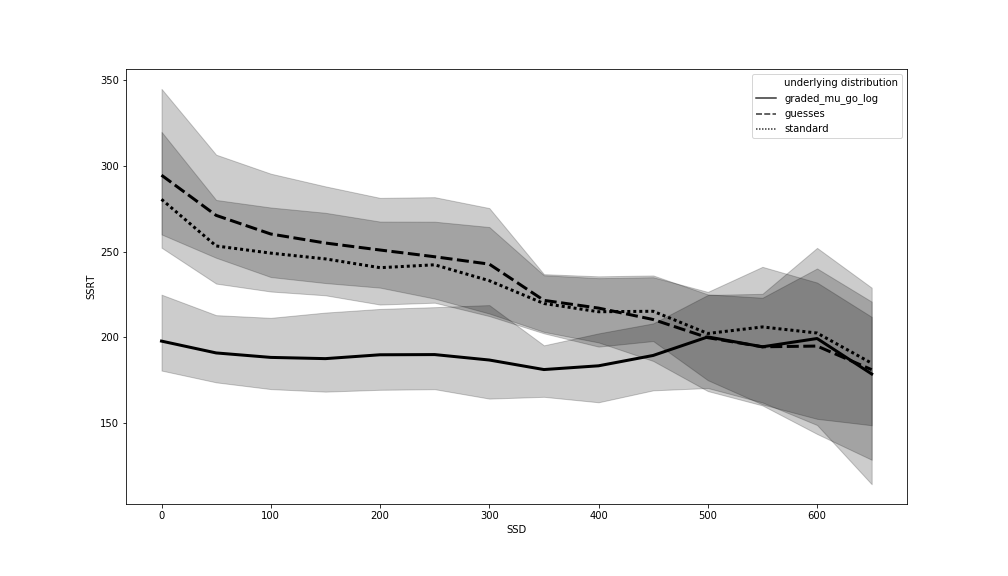 350
300
250
200
150
SSRT
0
100
200
300
400
500
600
SSD
underlying distribution
graded_mu_go_log
guesses
standard